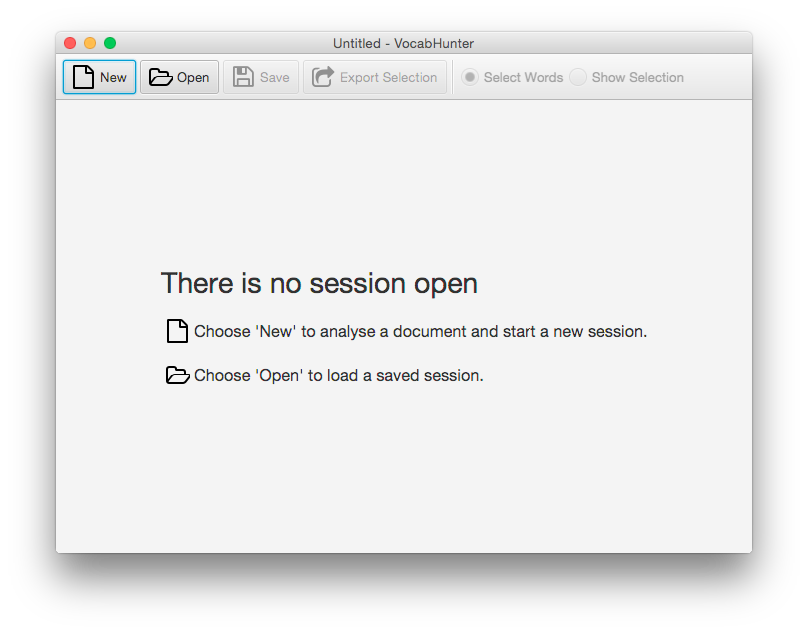 Untitled - VocabHunter
New Open Save Export Selection Select Words Show Selection
There is no session open
Choose 'New' to analyse a document and start a new session.
Choose 'Open' to load a saved session.